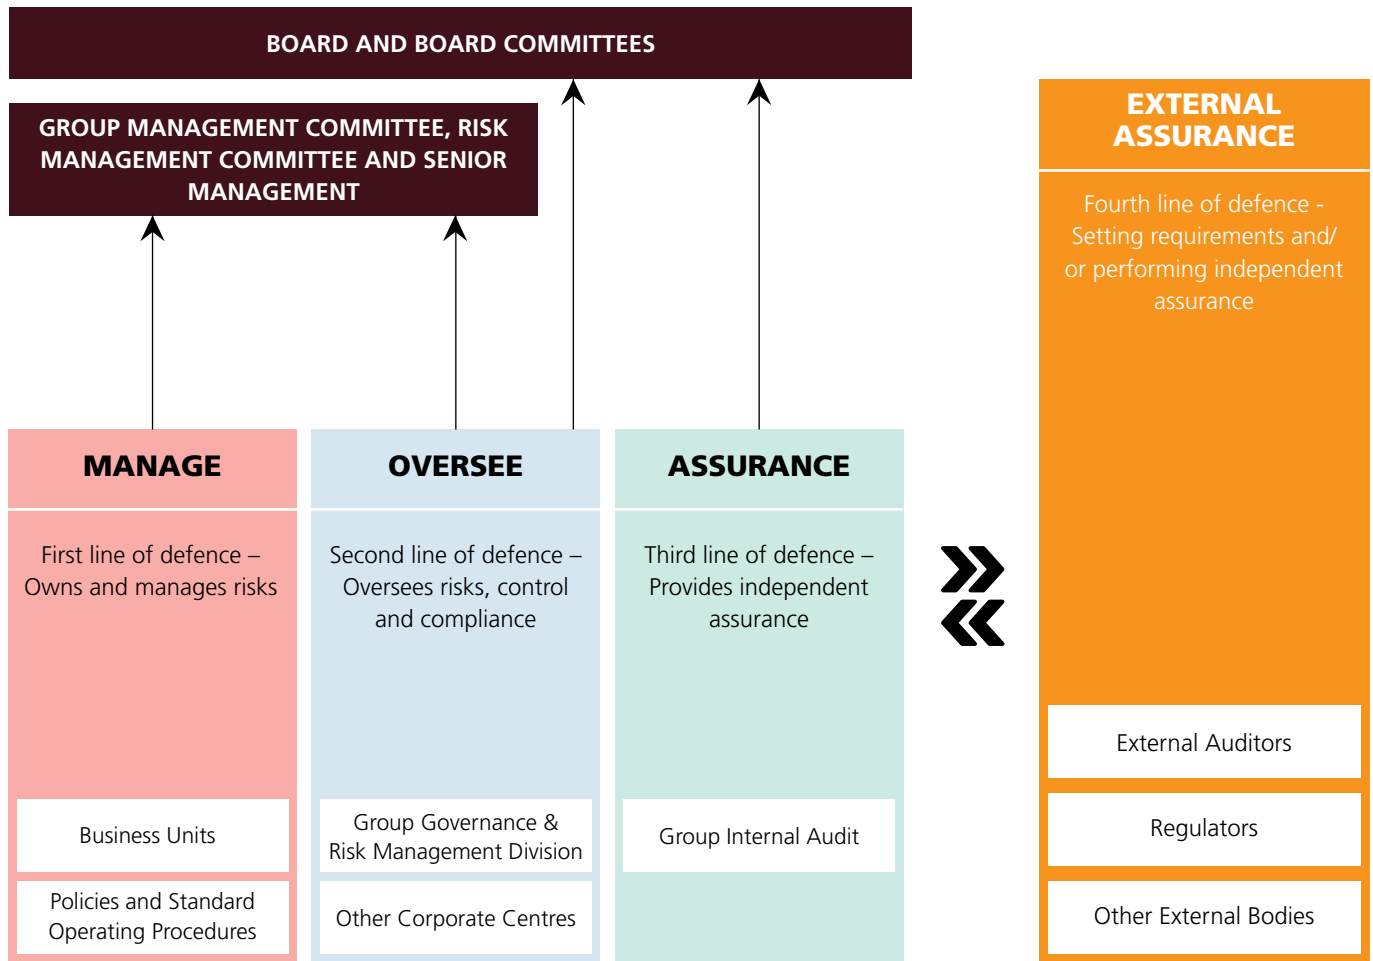 BOARD AND BOARD COMMITTEES
GROUP MANAGEMENT COMMITTEE, RISK
MANAGEMENT COMMITTEE AND SENIOR
MANAGEMENT
MANAGE
First line of defence –
Owns and manages risks
Business Units
Policies and Standard
Operating Procedures
OVERSEE
Second line of defence –
Oversees risks, control
and compliance
Group Governance &
Risk Management Division
Other Corporate Centres
ASSURANCE
Third line of defence –
Provides independent
assurance
Group Internal Audit
EXTERNAL
ASSURANCE
Fourth line of defence -
Setting requirements and/
or performing independent
assurance
External Auditors
Regulators
Other External Bodies